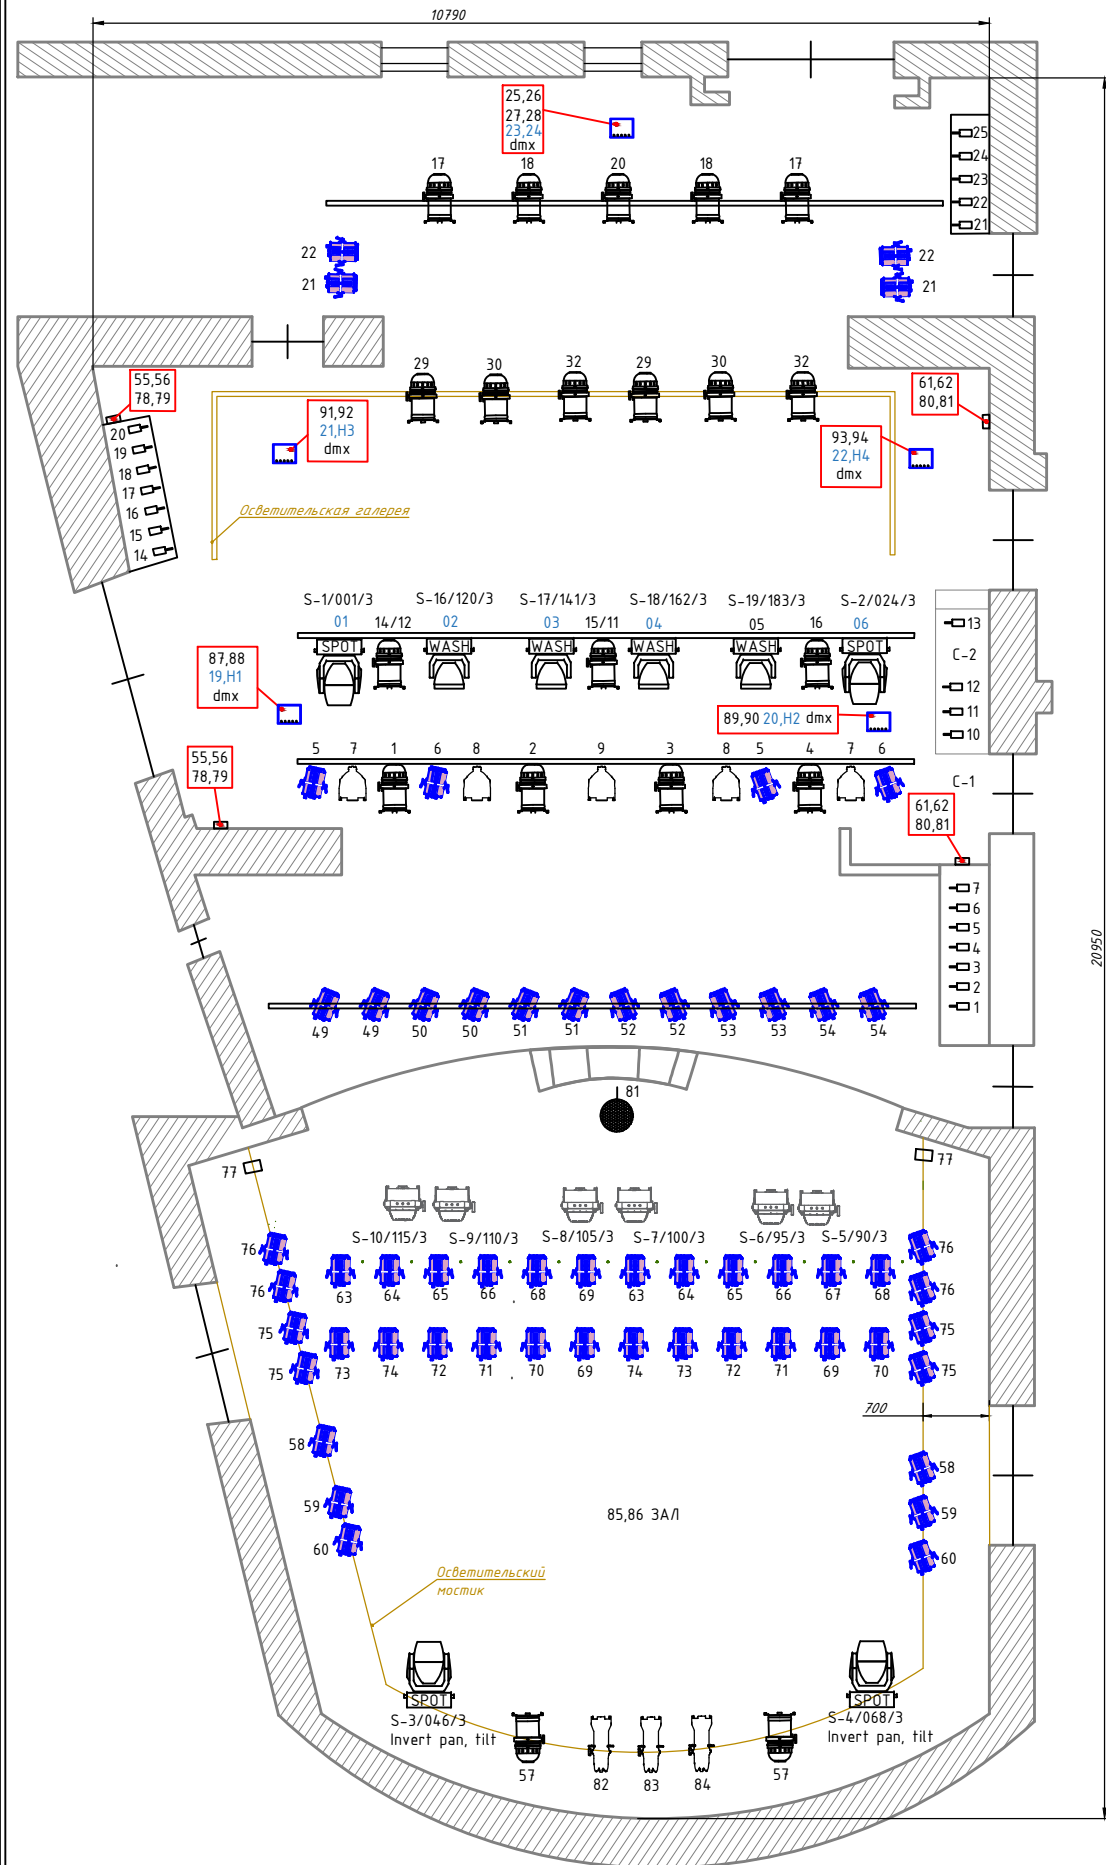 10790
25,26
27,28
23,24
dmx
17 18 20 18 17
25
24
23
22
21
22 22
21 21
29 30 32 29 30 32
55,56
78,79
61,62
80,81
91,92
21,H3
dmx
93,94
22,H4
dmx
20
19
18
17
16
15
14
Осветительская галерея
S-1/001/3 S-16/120/3 S-17/141/3 S-18/162/3 S-19/183/3 S-2/024/3
01 14/12 02 03 15/11 04 05 16 06
SPOT WASH WASH WASH WASH SPOT
13
C-2
12
11
10
87,88
19,H1
dmx
89,90 20,H2 dmx
5 7 1 6 8 2 9 3 8 5 4 7 6
C-1
55,56
78,79
61,62
80,81
7
6
5
4
3
2
1
20950
49 49 50 50 51 51 52 52 53 53 54 54
81
77 77
S-10/115/3 S-9/110/3 S-8/105/3 S-7/100/3 S-6/95/3 S-5/90/3
76 76
76 76
63 64 65 66 68 69 63 64 65 66 67 68
75 75
75 75
73 74 72 71 70 69 74 73 72 71 69 70
700
58 58
59 59
60 60
85,86 ЗАЛ
Осветительский
мостик
SPOT SPOT
S-3/046/3 S-4/068/3
Invert pan, tilt Invert pan, tilt
57 82 83 84 57